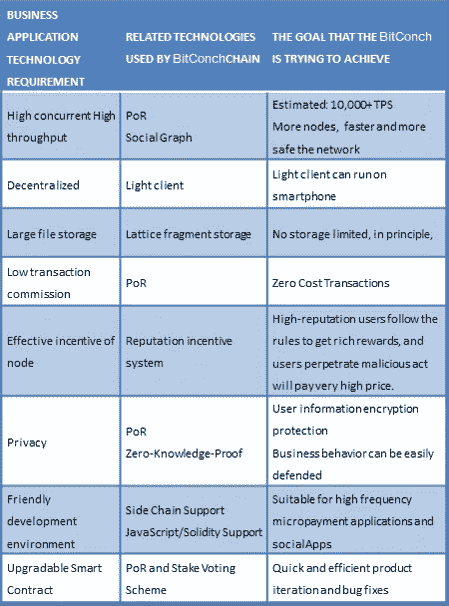 BUSINESS
APPLICATION
TECHNOLOGY
REQUIREMENT
RELATED TECHNOLOGIES
USED BY BitConchCHAIN
THE GOAL THAT THE BitConch
IS TRYING TO ACHIEVE
High concurrent High
throughput
PoR
Social Graph
Estimated: 10,000+TPS
More nodes, faster and more
safe the network
Decentralized
Light client
Light client can run on
smartphone
Large file storage
Lattice fragment storage
No storage limited, in principle,
Low transaction
commission
PoR
Zero Cost Transactions
Effective incentive of
node
Reputation incentive
system
High-reputation users follow the
rules to get rich rewards, and
users perpetrate malicious act
will pay very high price.
Privacy
PoR
Zero-Knowledge-Proof
User information encryption
protection
Business behavior can be easily
defended
Friendly
development
environment
Side Chain Support
JavaScript/Solidity Support
Suitable for high frequency
micropayment applications and
socialApps
Upgradable Smart
Contract
PoR and Stake Voting
Scheme
Quick and efficient product
iteration and bug fixes